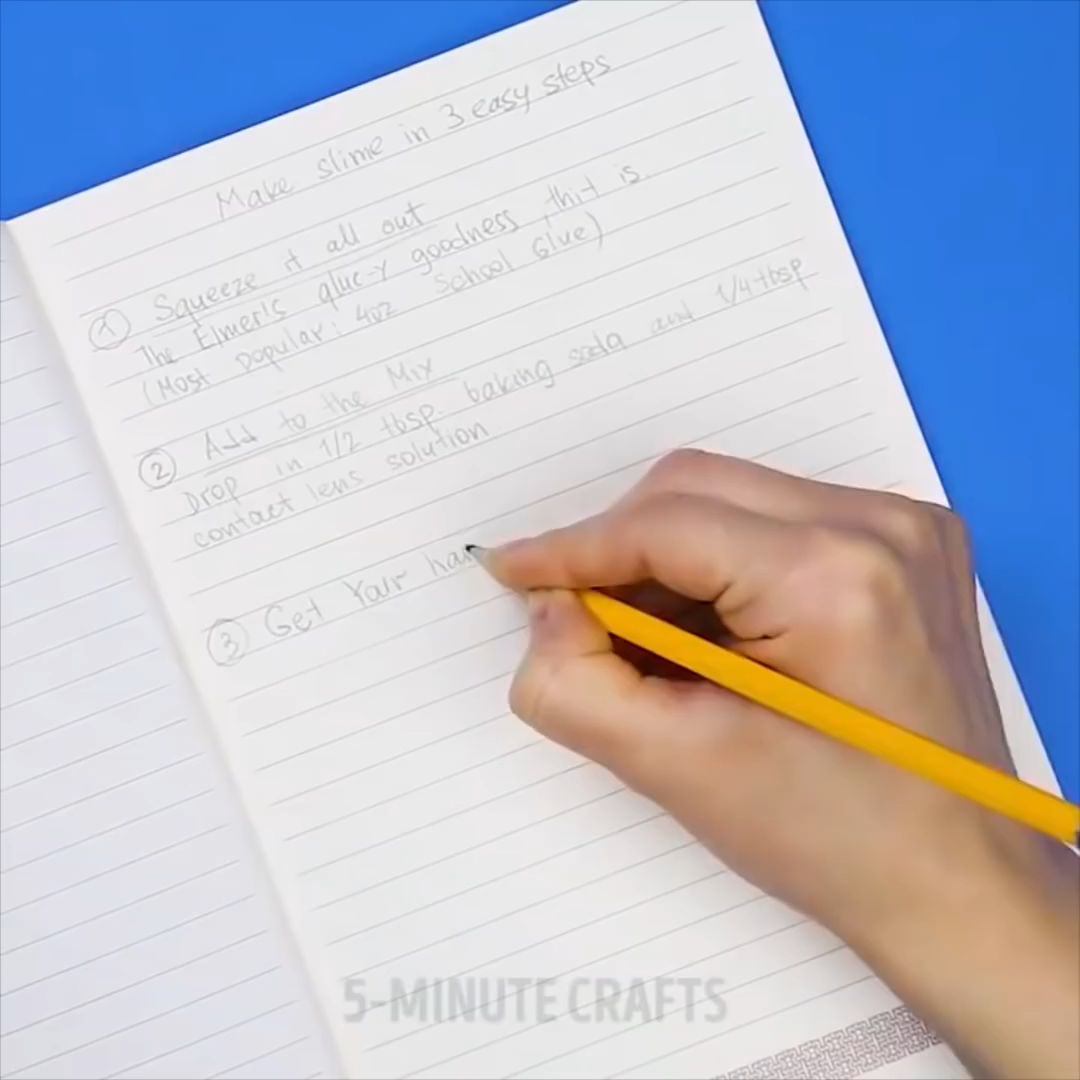 Make slime in 3 easy steps
1 Squeeze it all out
The Elmer's glue-y goodness, that is.
(Most popular: 4oz School Glue)
2 Add to the Mix
Drop in 1/2 tbsp. baking soda and 1/4 tbsp
contact lens solution
3 Get Your han
5-MINUTE CRAFTS